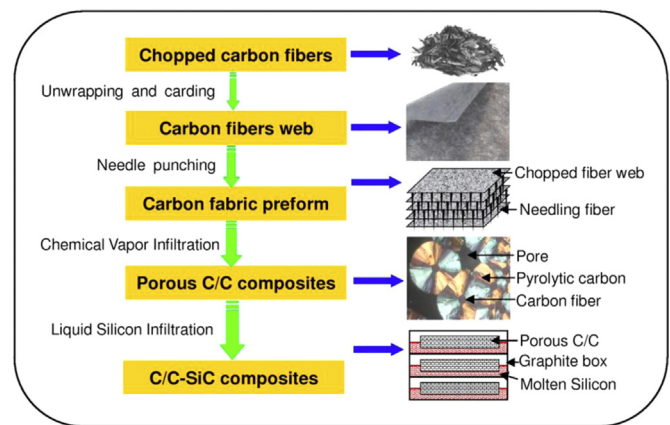 Chopped carbon fibers
Unwrapping and carding
Carbon fibers web
Needle punching
Chopped fiber web
Carbon fabric preform
Needling fiber
Chemical Vapor Infiltration
Pore
Porous C/C composites
Pyrolytic carbon
Carbon fiber
Liquid Silicon Infiltration
Porous C/C
Graphite box
C/C-SiC composites
Molten Silicon